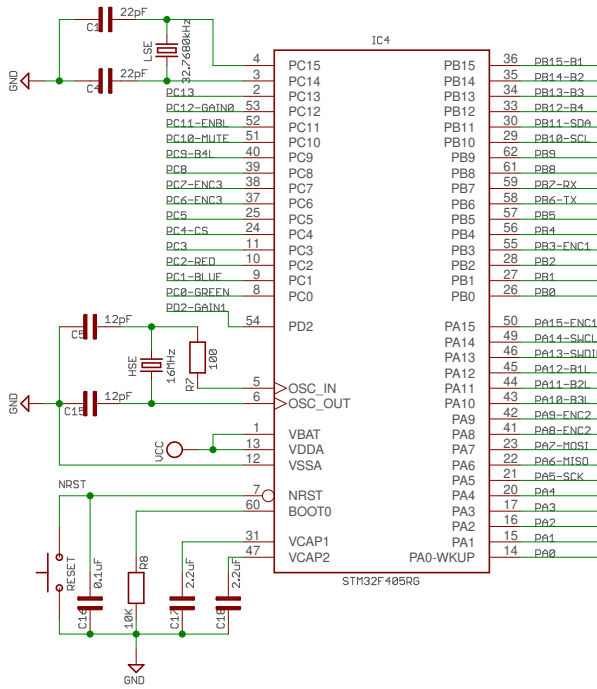 22pF
C1
LSE
32.7680kHz
GND
22pF
C4
IC4
4 PC15
3 PC14
PC13 2 PC13
PC12-GAIN0 53 PC12
PC11-ENBL 52 PC11
PC10-MUTE 51 PC10
PC9-B4L 40 PC9
PC8 39 PC8
PC7-ENC3 38 PC7
PC6-ENC3 37 PC6
PC5 25 PC5
PC4-CS 24 PC4
PC3 11 PC3
PC2-RED 10 PC2
PC1-BLUE 9 PC1
PC0-GREEN 8 PC0
PD2-GAIN1
54 PD2
PB15 36 PB15-B1
PB14 35 PB14-B2
PB13 34 PB13-B3
PB12 33 PB12-B4
PB11 30 PB11-SDA
PB10 29 PB10-SCL
PB9 62 PB9
PB8 61 PB8
PB7 59 PB7-RX
PB6 58 PB6-TX
PB5 57 PB5
PB4 56 PB4
PB3 55 PB3-ENC1
PB2 28 PB2
PB1 27 PB1
PB0 26 PB0
PA15 50 PA15-ENC1
PA14 49 PA14-SWCL
PA13 46 PA13-SWDI
PA12 45 PA12-B1L
PA11 44 PA11-B2L
PA10 43 PA10-B3L
PA9 42 PA9-ENC2
PA8 41 PA8-ENC2
PA7 23 PA7-MOSI
PA6 22 PA6-MISO
PA5 21 PA5-SCK
PA4 20 PA4
PA3 17 PA3
PA2 16 PA2
PA1 15 PA1
PA0-WKUP 14 PA0
12pF
C5
HSE
16MHz
R7
100
GND
12pF
C15
5 OSC_IN
6 OSC_OUT
VCC
1 VBAT
13 VDDA
12 VSSA
NRST
7 NRST
60 BOOT0
31 VCAP1
47 VCAP2
STM32F405RG
RESET
0.1uF
C16
R8
10K
2.2uF
C17
2.2uF
C18
GND